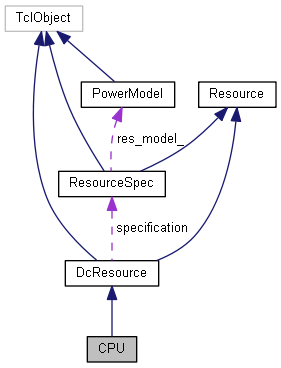 TclObject
PowerModel
Resource
res_model_
ResourceSpec
specification
DcResource
CPU